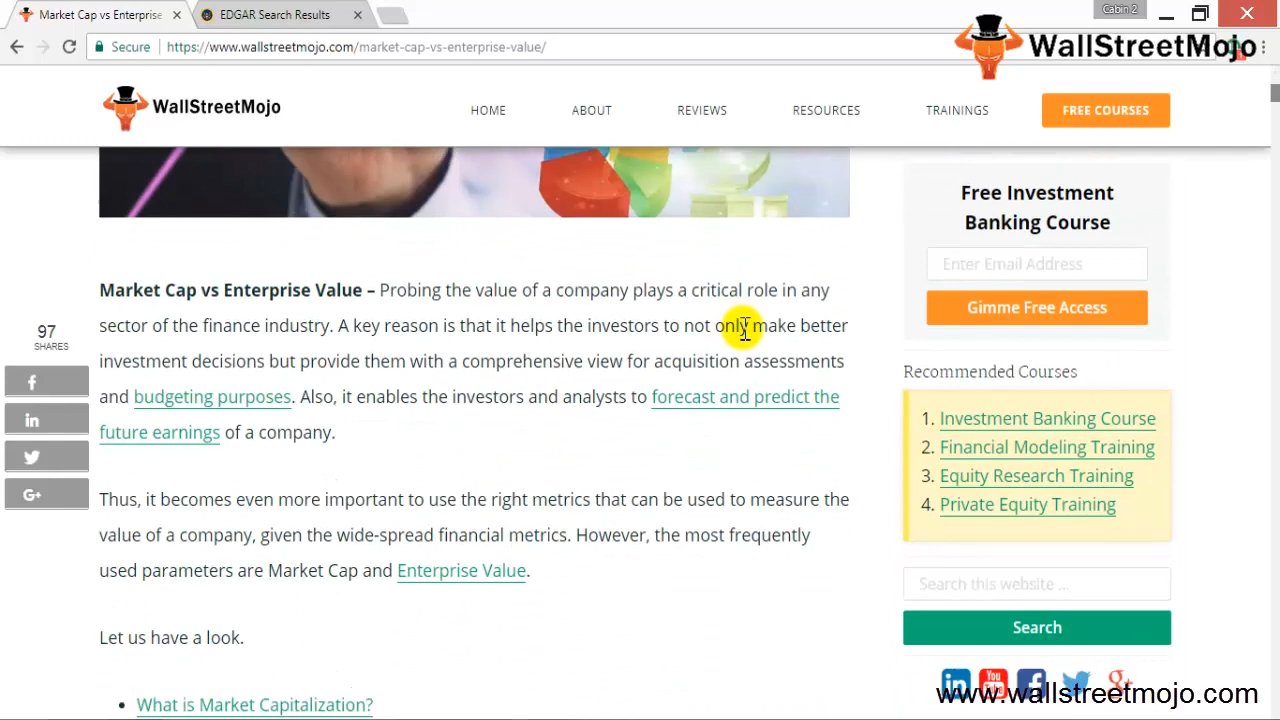 Market Cap vs Enterprise
EDGAR Search Results
Cabin 2
Secure
https://www.wallstreetmojo.com/market-cap-vs-enterprise-value/
WallStreetMojo
WallStreetMojo
HOME
ABOUT
REVIEWS
RESOURCES
TRAININGS
FREE COURSES
Market Cap vs Enterprise Value – Probing the value of a company plays a critical role in any
sector of the finance industry. A key reason is that it helps the investors to not only make better
investment decisions but provide them with a comprehensive view for acquisition assessments
and budgeting purposes. Also, it enables the investors and analysts to forecast and predict the
future earnings of a company.
Thus, it becomes even more important to use the right metrics that can be used to measure the
value of a company, given the wide-spread financial metrics. However, the most frequently
used parameters are Market Cap and Enterprise Value.
Let us have a look.
• What is Market Capitalization?
97
SHARES
f
in
G+
Free Investment
Banking Course
Enter Email Address
Gimme Free Access
Recommended Courses
1. Investment Banking Course
2. Financial Modeling Training
3. Equity Research Training
4. Private Equity Training
Search this website ...
Search
in
You
Tube
f
g+
www.wallstreetmojo.com